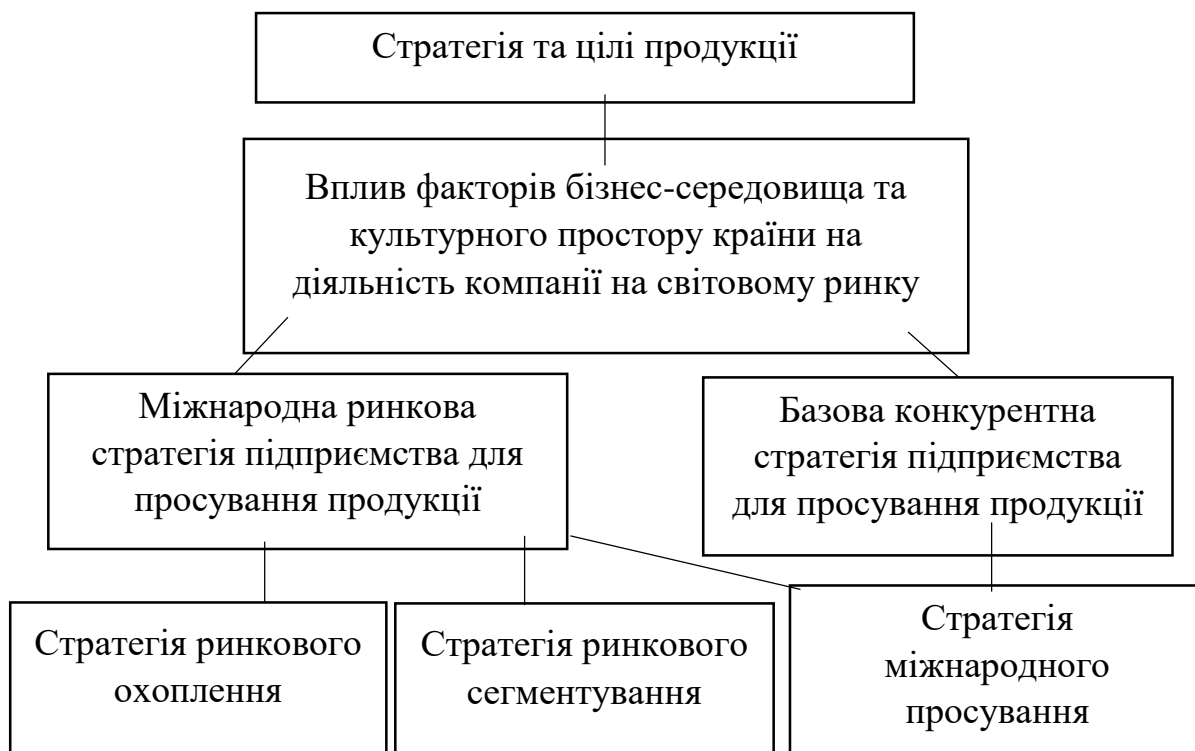 Стратегія та цілі продукції
Вплив факторів бізнес-середовища та
культурного простору країни на
діяльність компанії на світовому ринку
Міжнародна ринкова
стратегія підприємства для
просування продукції
Базова конкурентна
стратегія підприємства
для просування продукції
Стратегія ринкового
охоплення
Стратегія ринкового
сегментування
Стратегія
міжнародного
просування